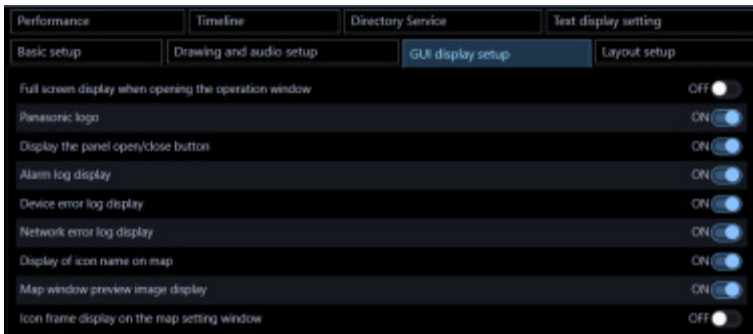 Performance Timeline Directory Service Text display setting
Basic setup Drawing and audio setup GUI display setup Layout setup
Full screen display when opening the operation window OFF
Panasonic logo ON
Display the panel open/close button ON
Alarm log display ON
Device error log display ON
Network error log display ON
Display of icon name on map ON
Map window preview image display ON
Icon frame display on the map setting window OFF